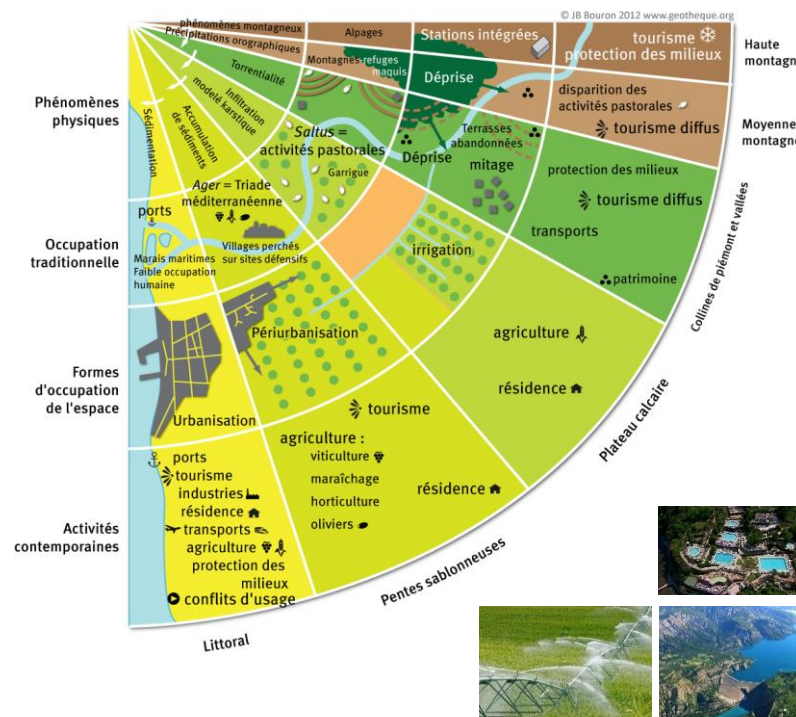 © JB Bouron 2012 www.geotheque.org
phénomènes montagneux
Précipitations orographiques
Torrentialité
Infiltration
modelé karstique
Accumulation
de sédiments
Sédimentation
Alpages
Stations intégrées
tourisme
protection des milieux
Haute
montagn
Montagnes-refuges
maquis
Déprise
disparition des
activités pastorales
tourisme diffus
Moyenne
montagne
Phénomènes
physiques
Saltus =
activités pastorales
Garrigue
Déprise
Terrasses
abandonnées
mitage
protection des milieux
tourisme diffus
transports
patrimoine
Collines de piémont et vallées
Ager = Triade
méditerranéenne
ports
Occupation
traditionnelle
Marais maritimes
Faible occupation
humaine
Villages perchés
sur sites défensifs
irrigation
agriculture
résidence
Plateau calcaire
Formes
d'occupation
de l'espace
Périurbanisation
Urbanisation
tourisme
agriculture :
viticulture
maraîchage
horticulture
oliviers
résidence
Pentes sablonneuses
Activités
contemporaines
ports
tourisme
industries
résidence
transports
agriculture
protection des
milieux
conflits d'usage
Littoral